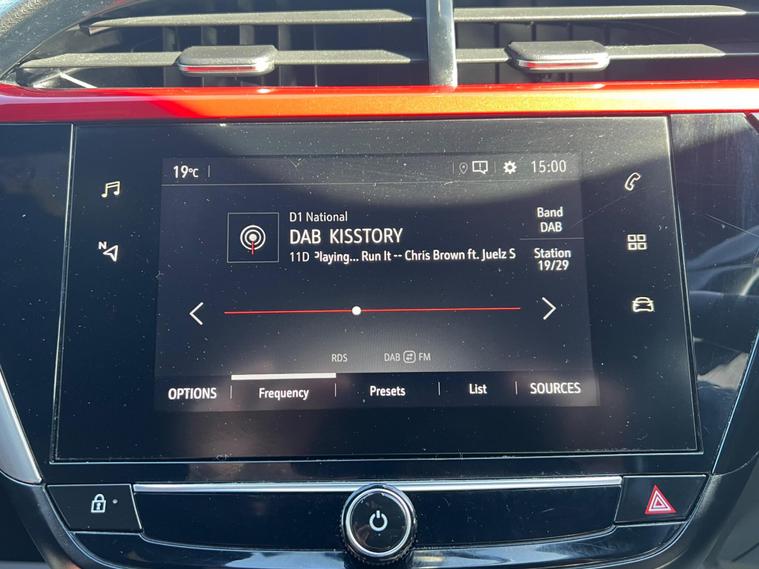 19°C
15:00
D1 National
DAB KISSTORY
11D Playing... Run It -- Chris Brown ft. Juelz S
Band
DAB
Station
19/29
N
RDS
DAB FM
OPTIONS
Frequency
Presets
List
SOURCES